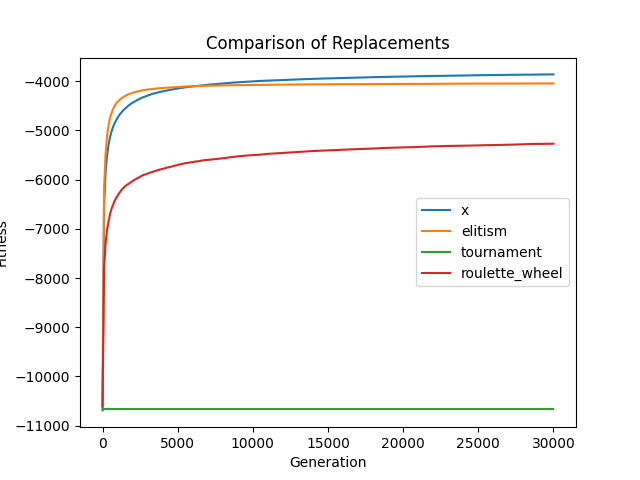 Comparison of Replacements
Fitness
−4000
−5000
−6000
−7000
−8000
−9000
−10000
−11000
x
elitism
tournament
roulette_wheel
0
5000
10000
15000
20000
25000
30000
Generation